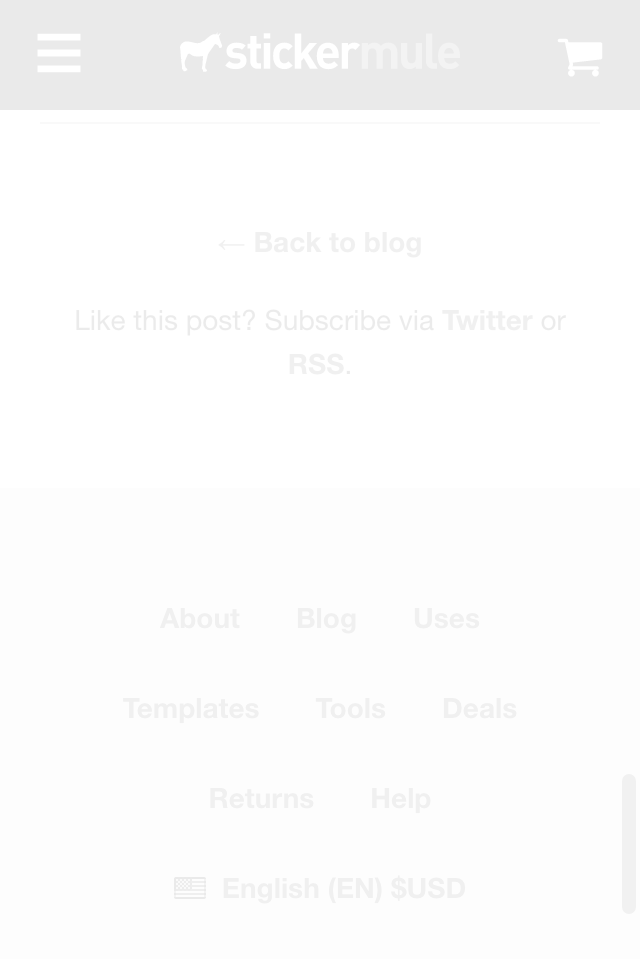 stickermule
← Back to blog
Like this post? Subscribe via Twitter or
RSS.
About Blog Uses
Templates Tools Deals
Returns Help
English (EN) $USD